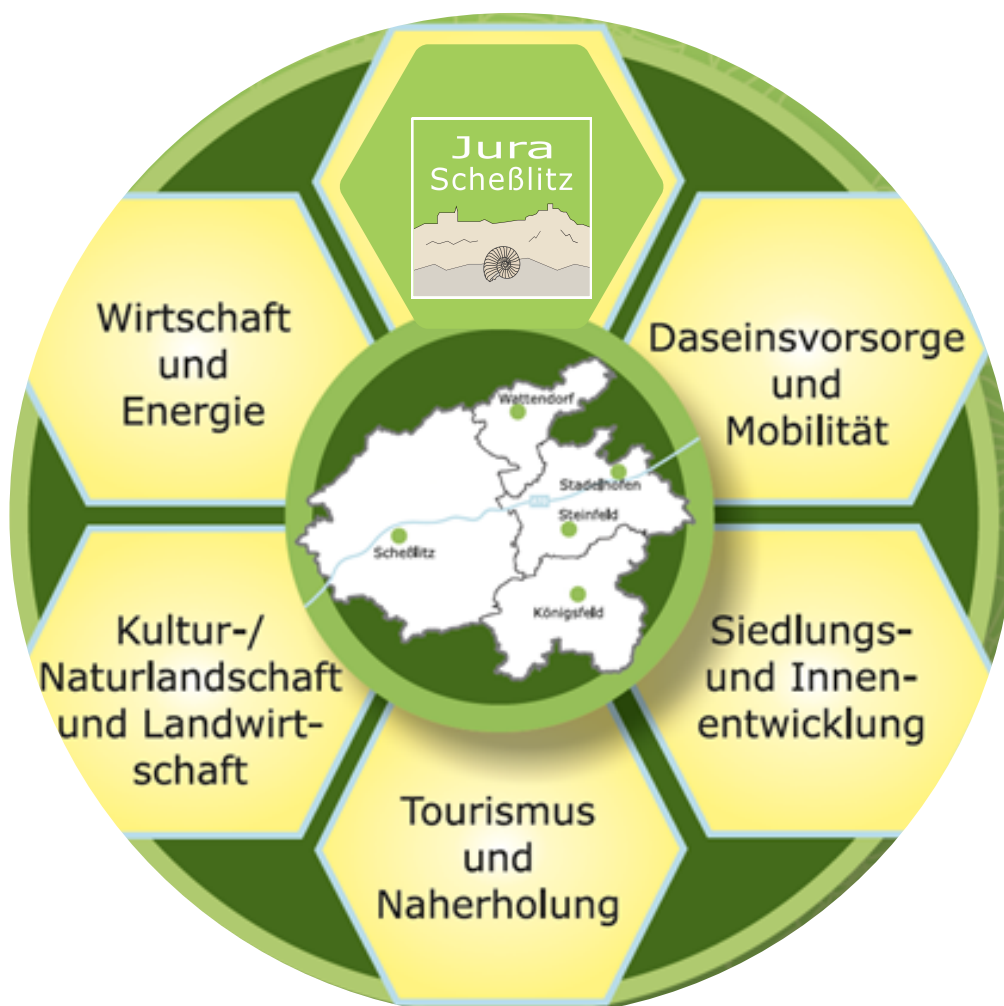 Jura
Scheßlitz
Wirtschaft
und
Energie
Daseinsvorsorge
und
Mobilität
Wattendorf
Stadelhofen
Steinfeld
Scheßlitz
Königsfeld
Kultur-/
Naturlandschaft
und Landwirt-
schaft
Siedlungs-
und Innen-
entwicklung
Tourismus
und
Naherholung